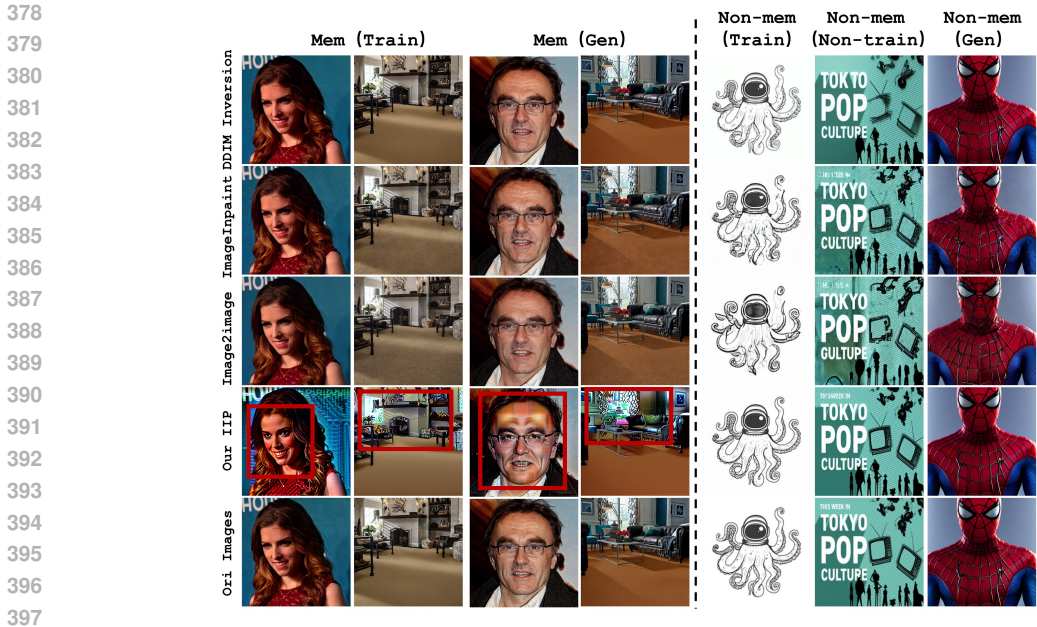 378
379
380
381
382
383
384
385
386
387
388
389
390
391
392
393
394
395
396
397
Mem (Train)
Mem (Gen)
Non-mem
(Train)
Non-mem
(Non-train)
Non-mem
(Gen)
DDIM Inversion
TOKYO
POP
CULTURE
ImageInpaint
TOKYO
POP
CULTURE
Image2image
TOKYO
POP
GULTURE
Our IIP
TOKYO
POP
CULTURE
Ori Images
THIS WEEK IN
TOKYO
POP
CULTURE